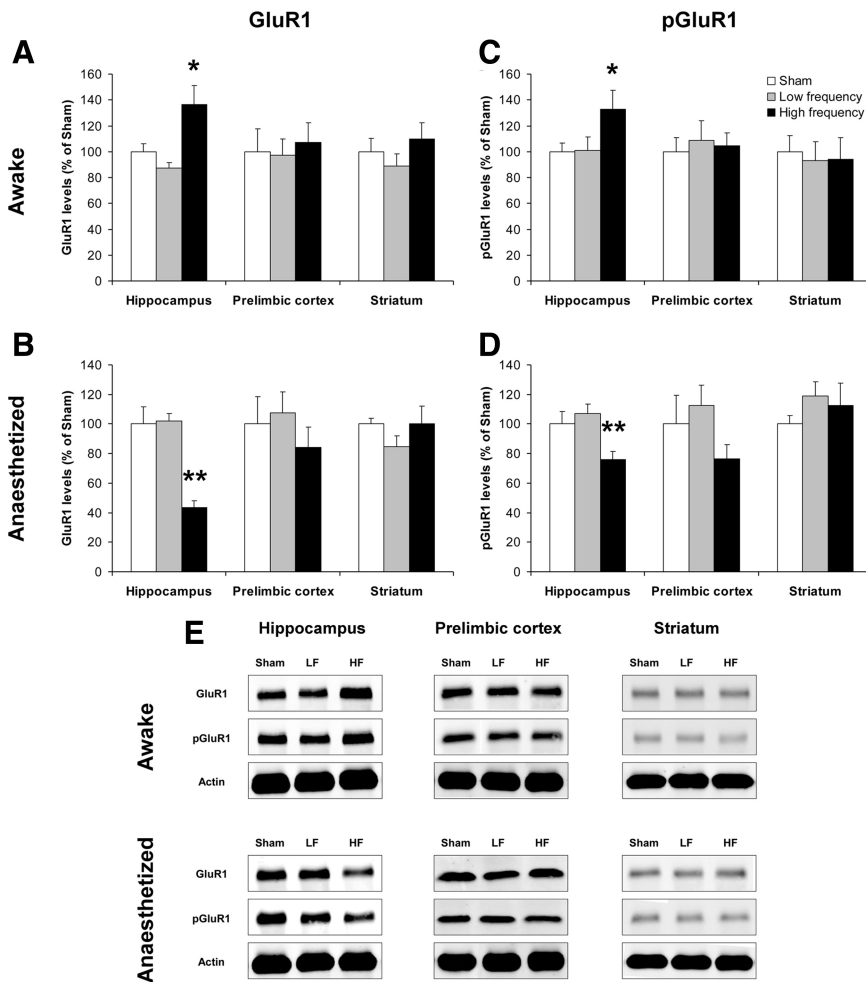 GluR1
pGluR1
A
C
Awake
GluR1 levels (% of Sham)
160
140
120
100
80
60
40
20
0
*
Hippocampus
Prelimbic cortex
Striatum
pGluR1 levels (% of Sham)
160
140
120
100
80
60
40
20
0
*
Sham
Low frequency
High frequency
Hippocampus
Prelimbic cortex
Striatum
B
D
Anaesthetized
GluR1 levels (% of Sham)
140
120
100
80
60
40
20
0
**
Hippocampus
Prelimbic cortex
Striatum
pGluR1 levels (% of Sham)
140
120
100
80
60
40
20
0
**
Hippocampus
Prelimbic cortex
Striatum
E
Hippocampus
Prelimbic cortex
Striatum
Awake
Sham LF HF
Sham LF HF
Sham LF HF
GluR1
pGluR1
Actin
Anaesthetized
Sham LF HF
Sham LF HF
Sham LF HF
GluR1
pGluR1
Actin